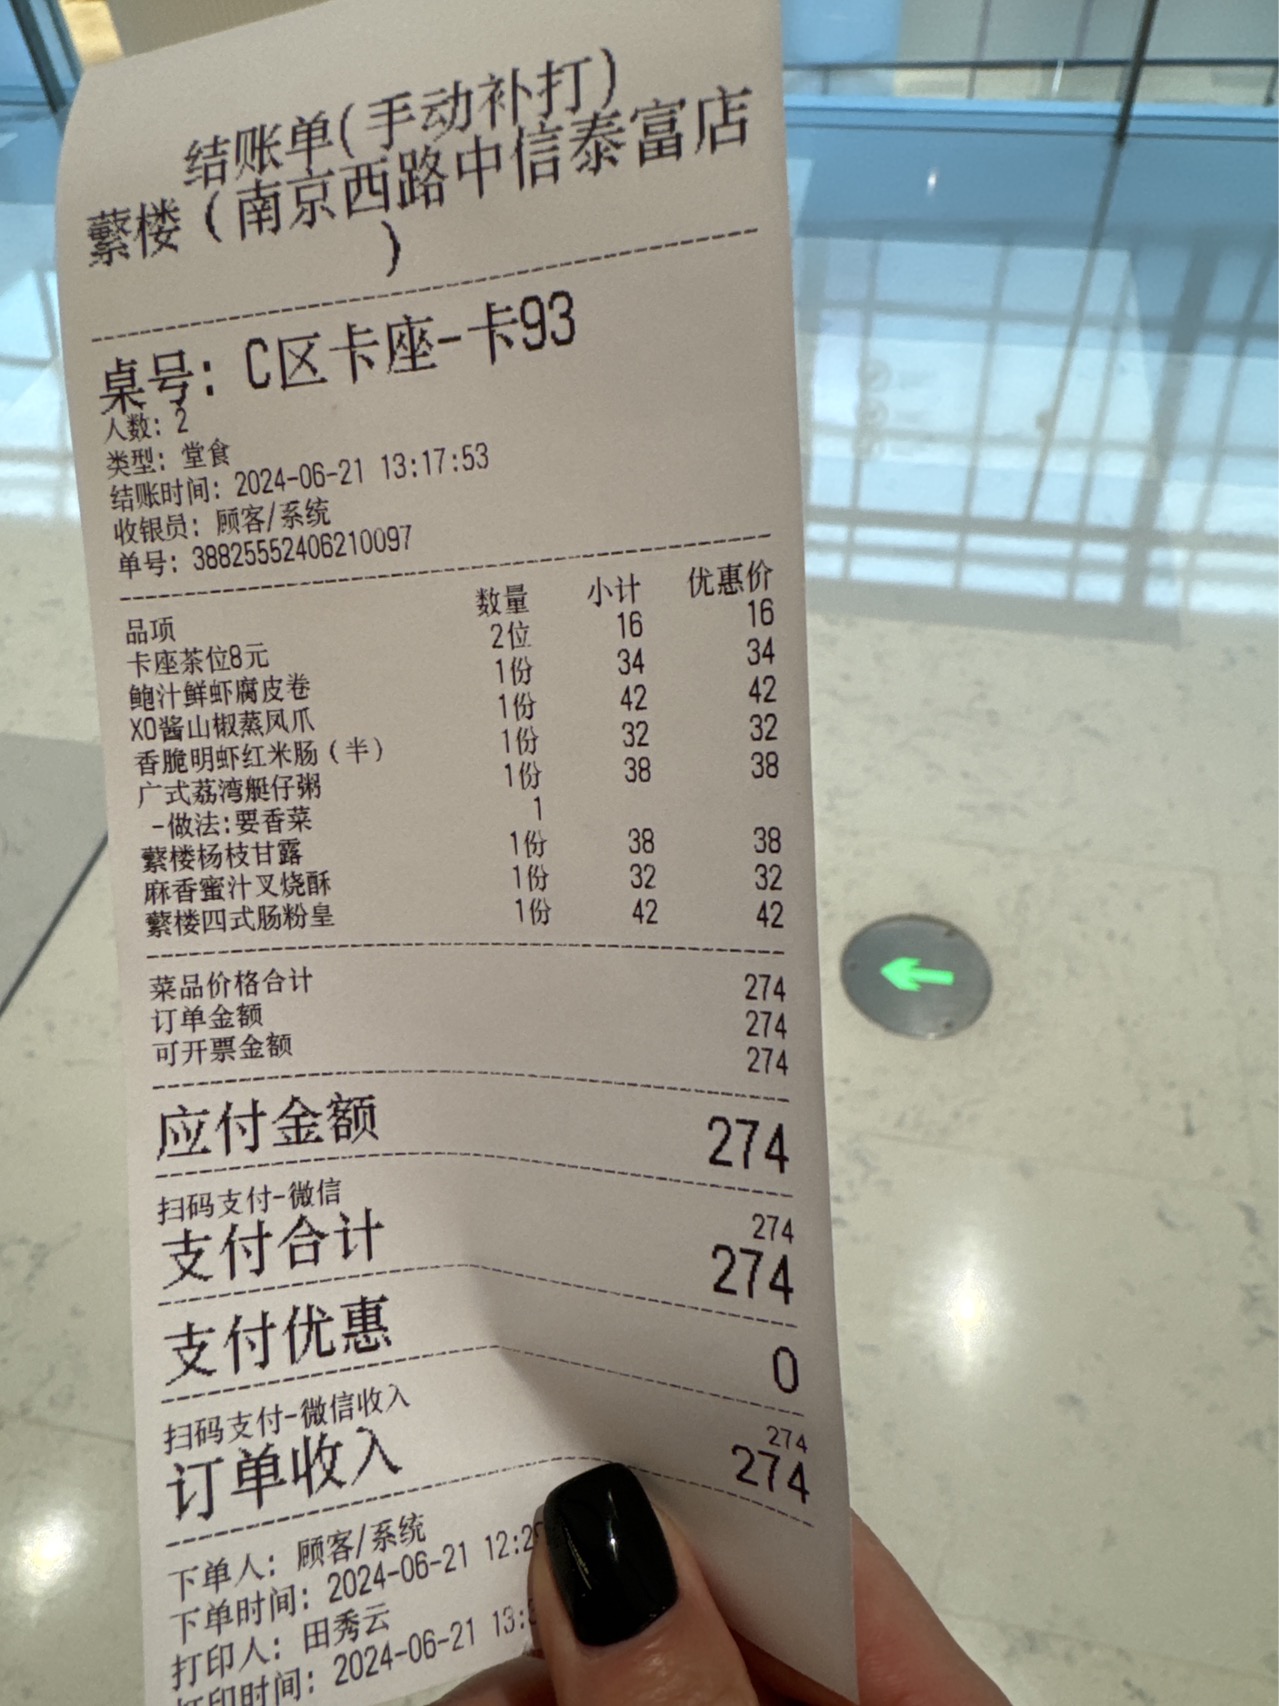 结账单(手动补打)
蘩楼（南京西路中信泰富店
）
桌号: C区卡座-卡93
人数: 2
类型: 堂食
结账时间: 2024-06-21 13:17:53
收银员: 顾客/系统
单号: 38825552406210097
品项 数量 小计 优惠价
卡座茶位8元 2位 16 16
鲍汁鲜虾腐皮卷 1份 34 34
XO酱山椒蒸凤爪 1份 42 42
香脆明虾红米肠（半） 1份 32 32
广式荔湾艇仔粥 1份 38 38
-做法:要香菜 1
蘩楼杨枝甘露 1份 38 38
麻香蜜汁叉烧酥 1份 32 32
蘩楼四式肠粉皇 1份 42 42
菜品价格合计 274
订单金额 274
可开票金额 274
应付金额 274
扫码支付-微信 274
支付合计 274
支付优惠 0
扫码支付-微信收入 274
订单收入 274
下单人: 顾客/系统
下单时间: 2024-06-21 12:2
打印人: 田秀云
打印时间: 2024-06-21 13: